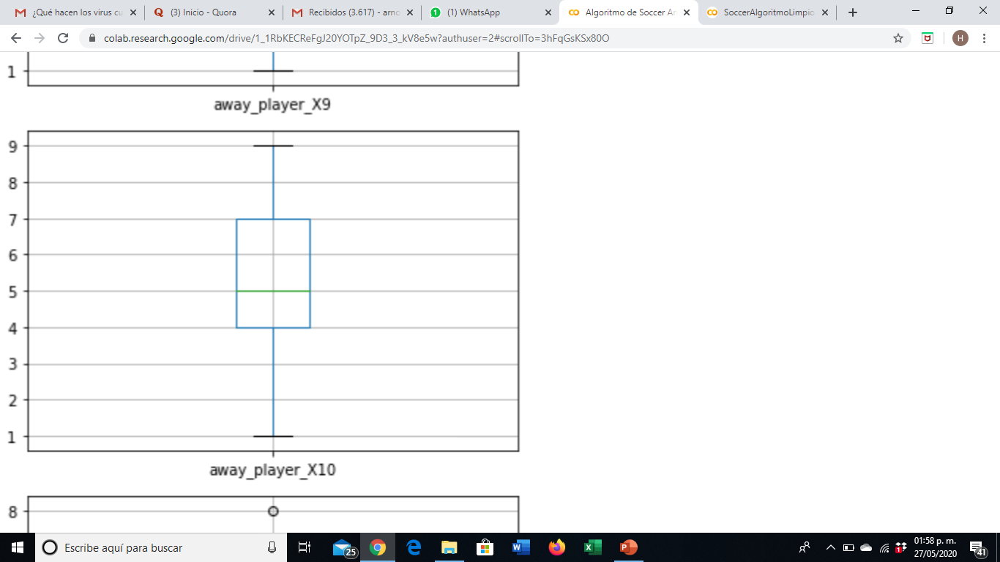 ¿Qué hacen los virus cu
(3) Inicio - Quora
Recibidos (3.617) - arno
(1) WhatsApp
Algoritmo de Soccer Ar
SoccerAlgoritmoLimpio
colab.research.google.com/drive/1_1RbKECReFgJ20YOTpZ_9D3_3_kV8e5w?authuser=2#scrollTo=3hFqGsKSx80O
H
1
away_player_X9
9
8
7
6
5
4
3
2
1
away_player_X10
8
Escribe aquí para buscar
25
01:58 p. m.
27/05/2020
41